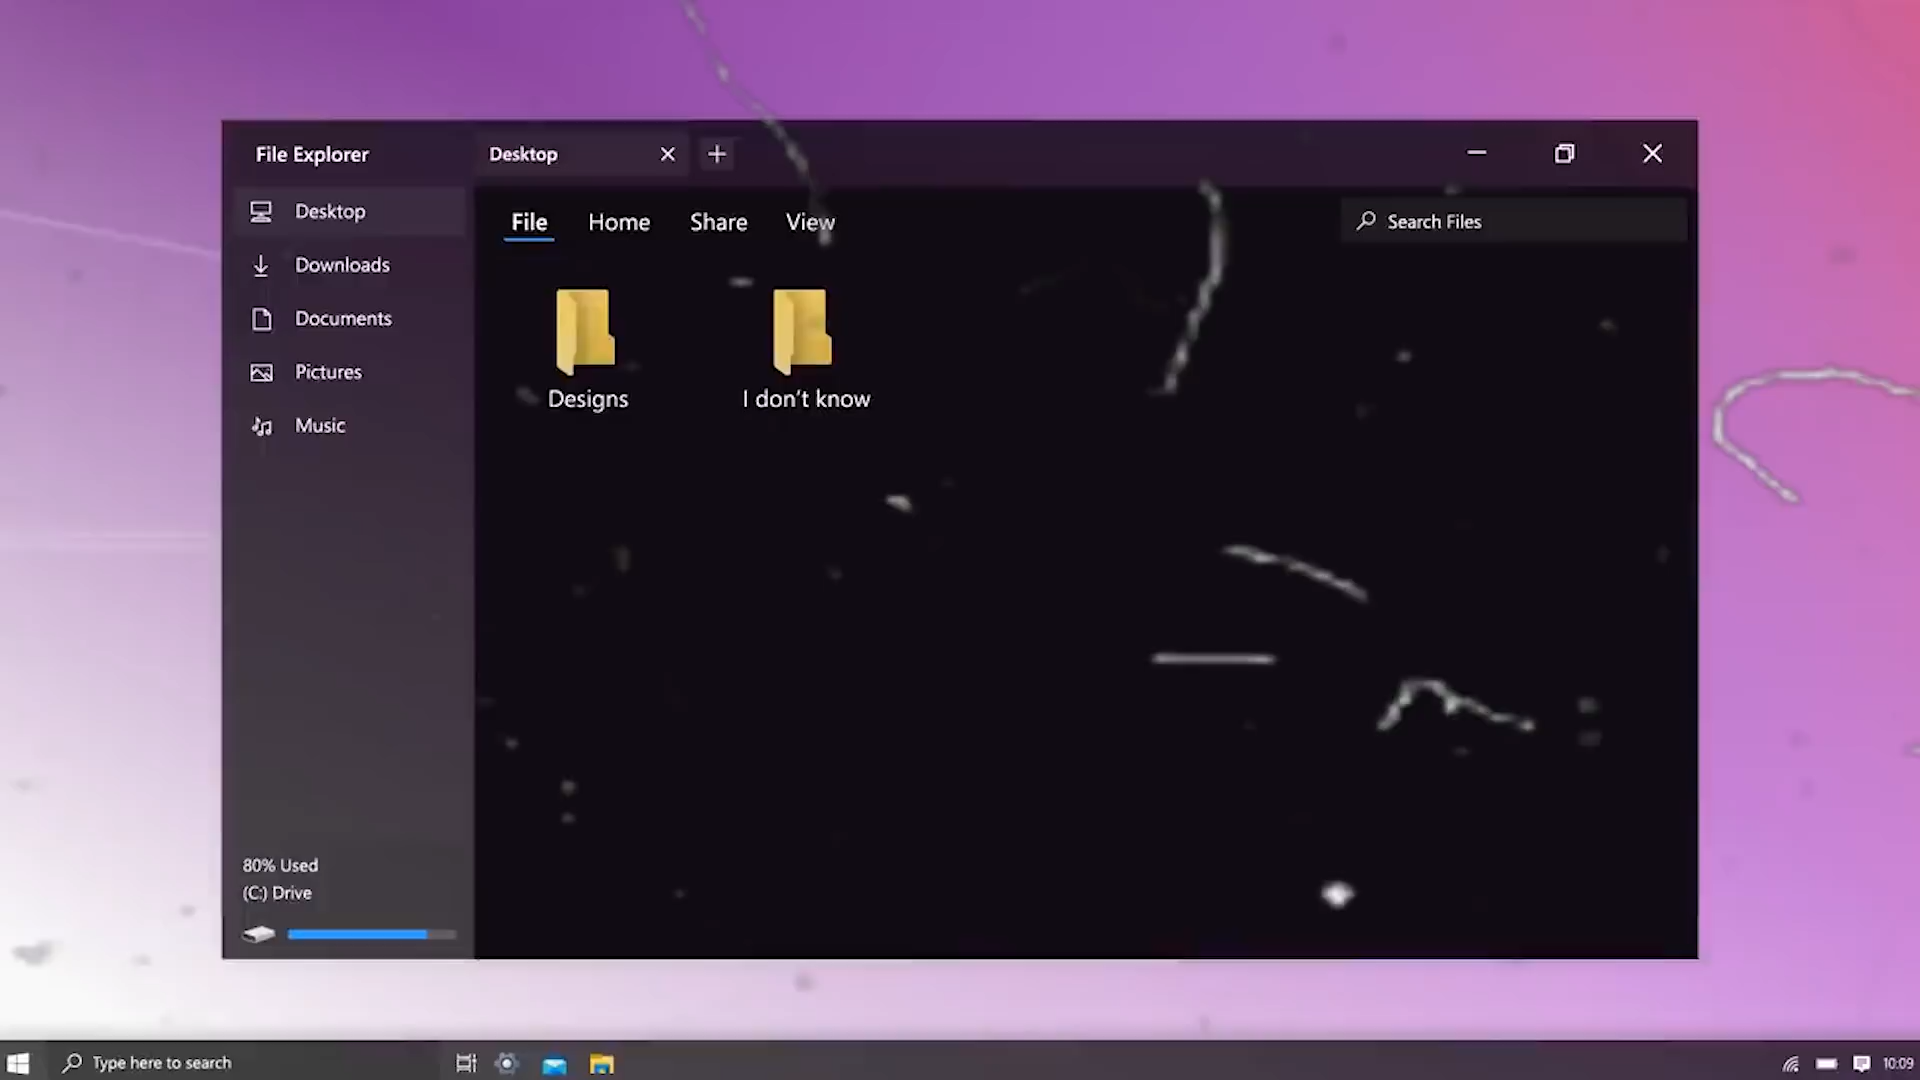 File Explorer
Desktop
Desktop
Downloads
Documents
Pictures
Music
File Home Share View
Search Files
Designs
I don't know
80% Used
(C:) Drive
Type here to search
10:09